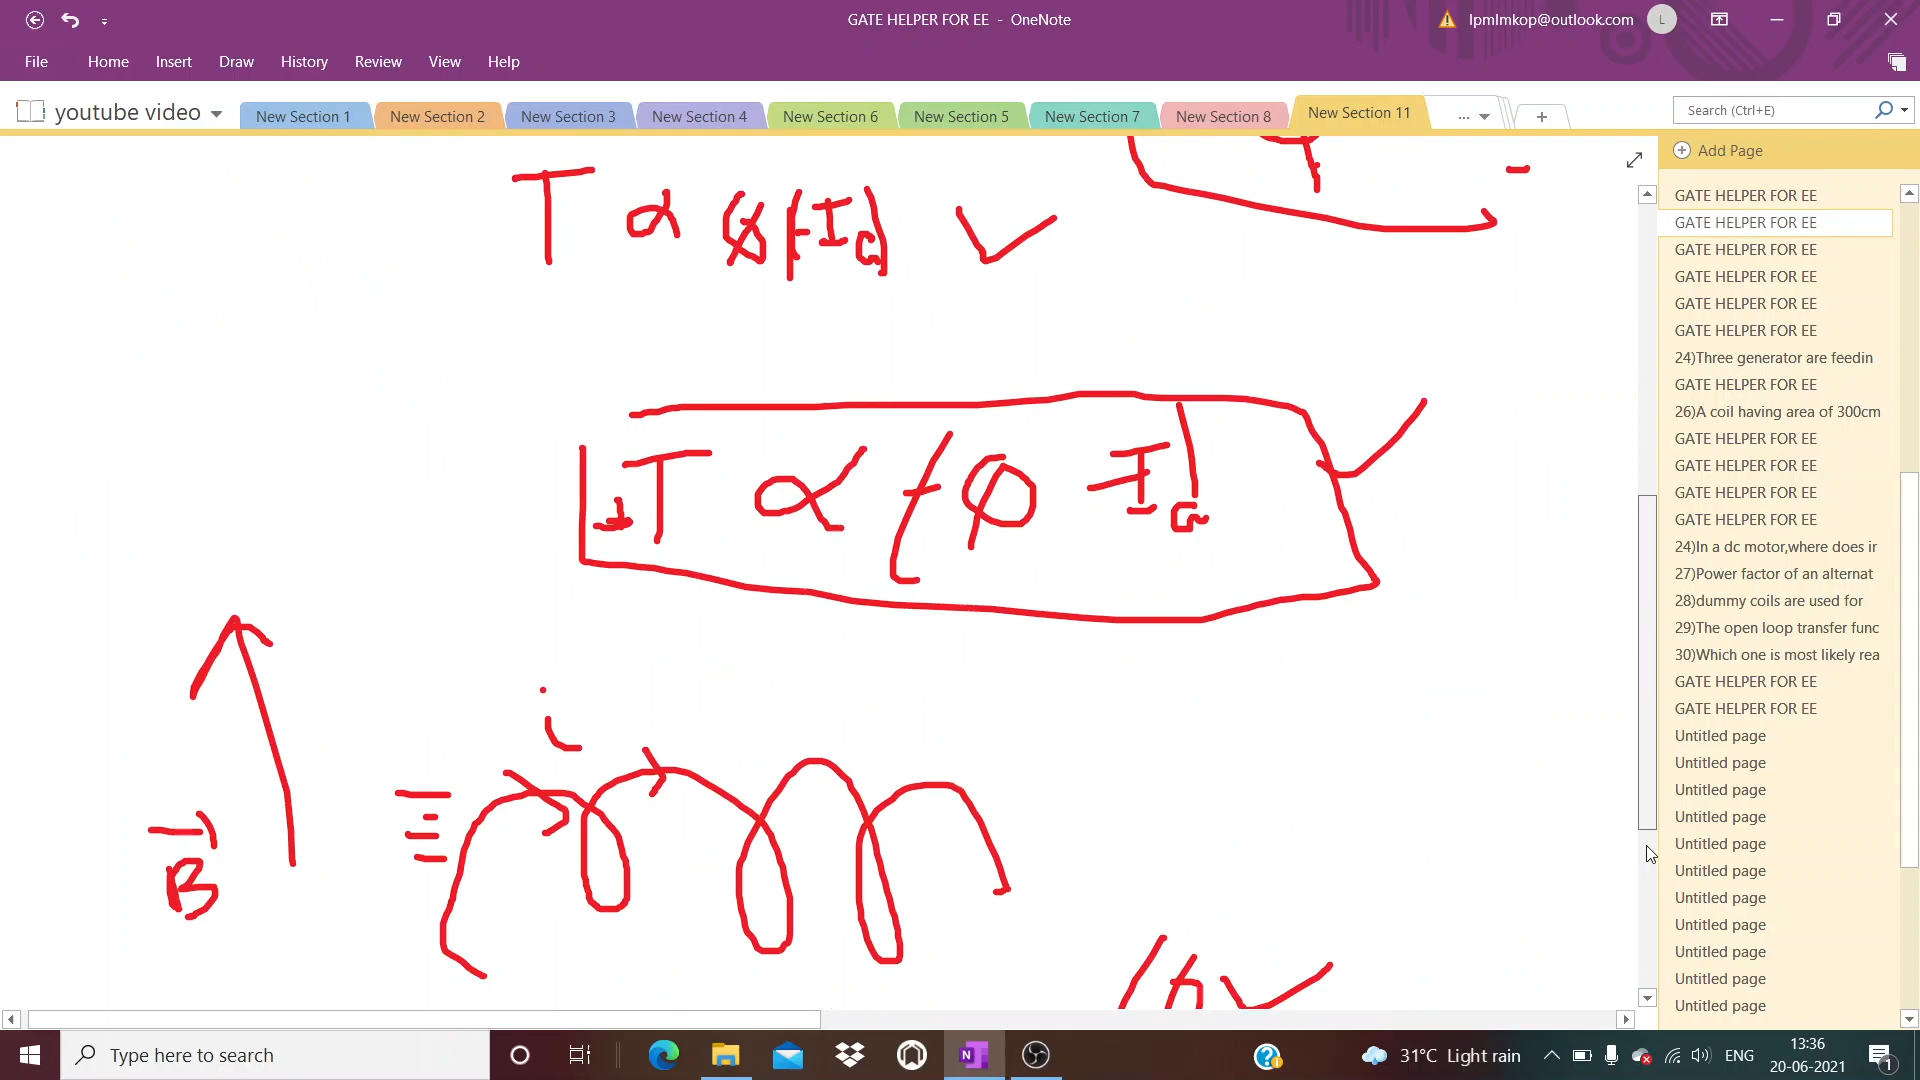 GATE HELPER FOR EE - OneNote
lpmlmkop@outlook.com
L
File Home Insert Draw History Review View Help
youtube video
New Section 1
New Section 2
New Section 3
New Section 4
New Section 6
New Section 5
New Section 7
New Section 8
New Section 11
...
Search (Ctrl+E)
Add Page
GATE HELPER FOR EE
GATE HELPER FOR EE
GATE HELPER FOR EE
GATE HELPER FOR EE
GATE HELPER FOR EE
GATE HELPER FOR EE
24)Three generator are feedin
GATE HELPER FOR EE
26)A coil having area of 300cm
GATE HELPER FOR EE
GATE HELPER FOR EE
GATE HELPER FOR EE
GATE HELPER FOR EE
24)In a dc motor,where does ir
27)Power factor of an alternat
28)dummy coils are used for
29)The open loop transfer func
30)Which one is most likely rea
GATE HELPER FOR EE
GATE HELPER FOR EE
Untitled page
Untitled page
Untitled page
Untitled page
Untitled page
Untitled page
Untitled page
Untitled page
Untitled page
Untitled page
Untitled page
T α φ(-Ia)
T α φ Ia
i
B
Type here to search
31°C Light rain
ENG
13:36
20-06-2021
1